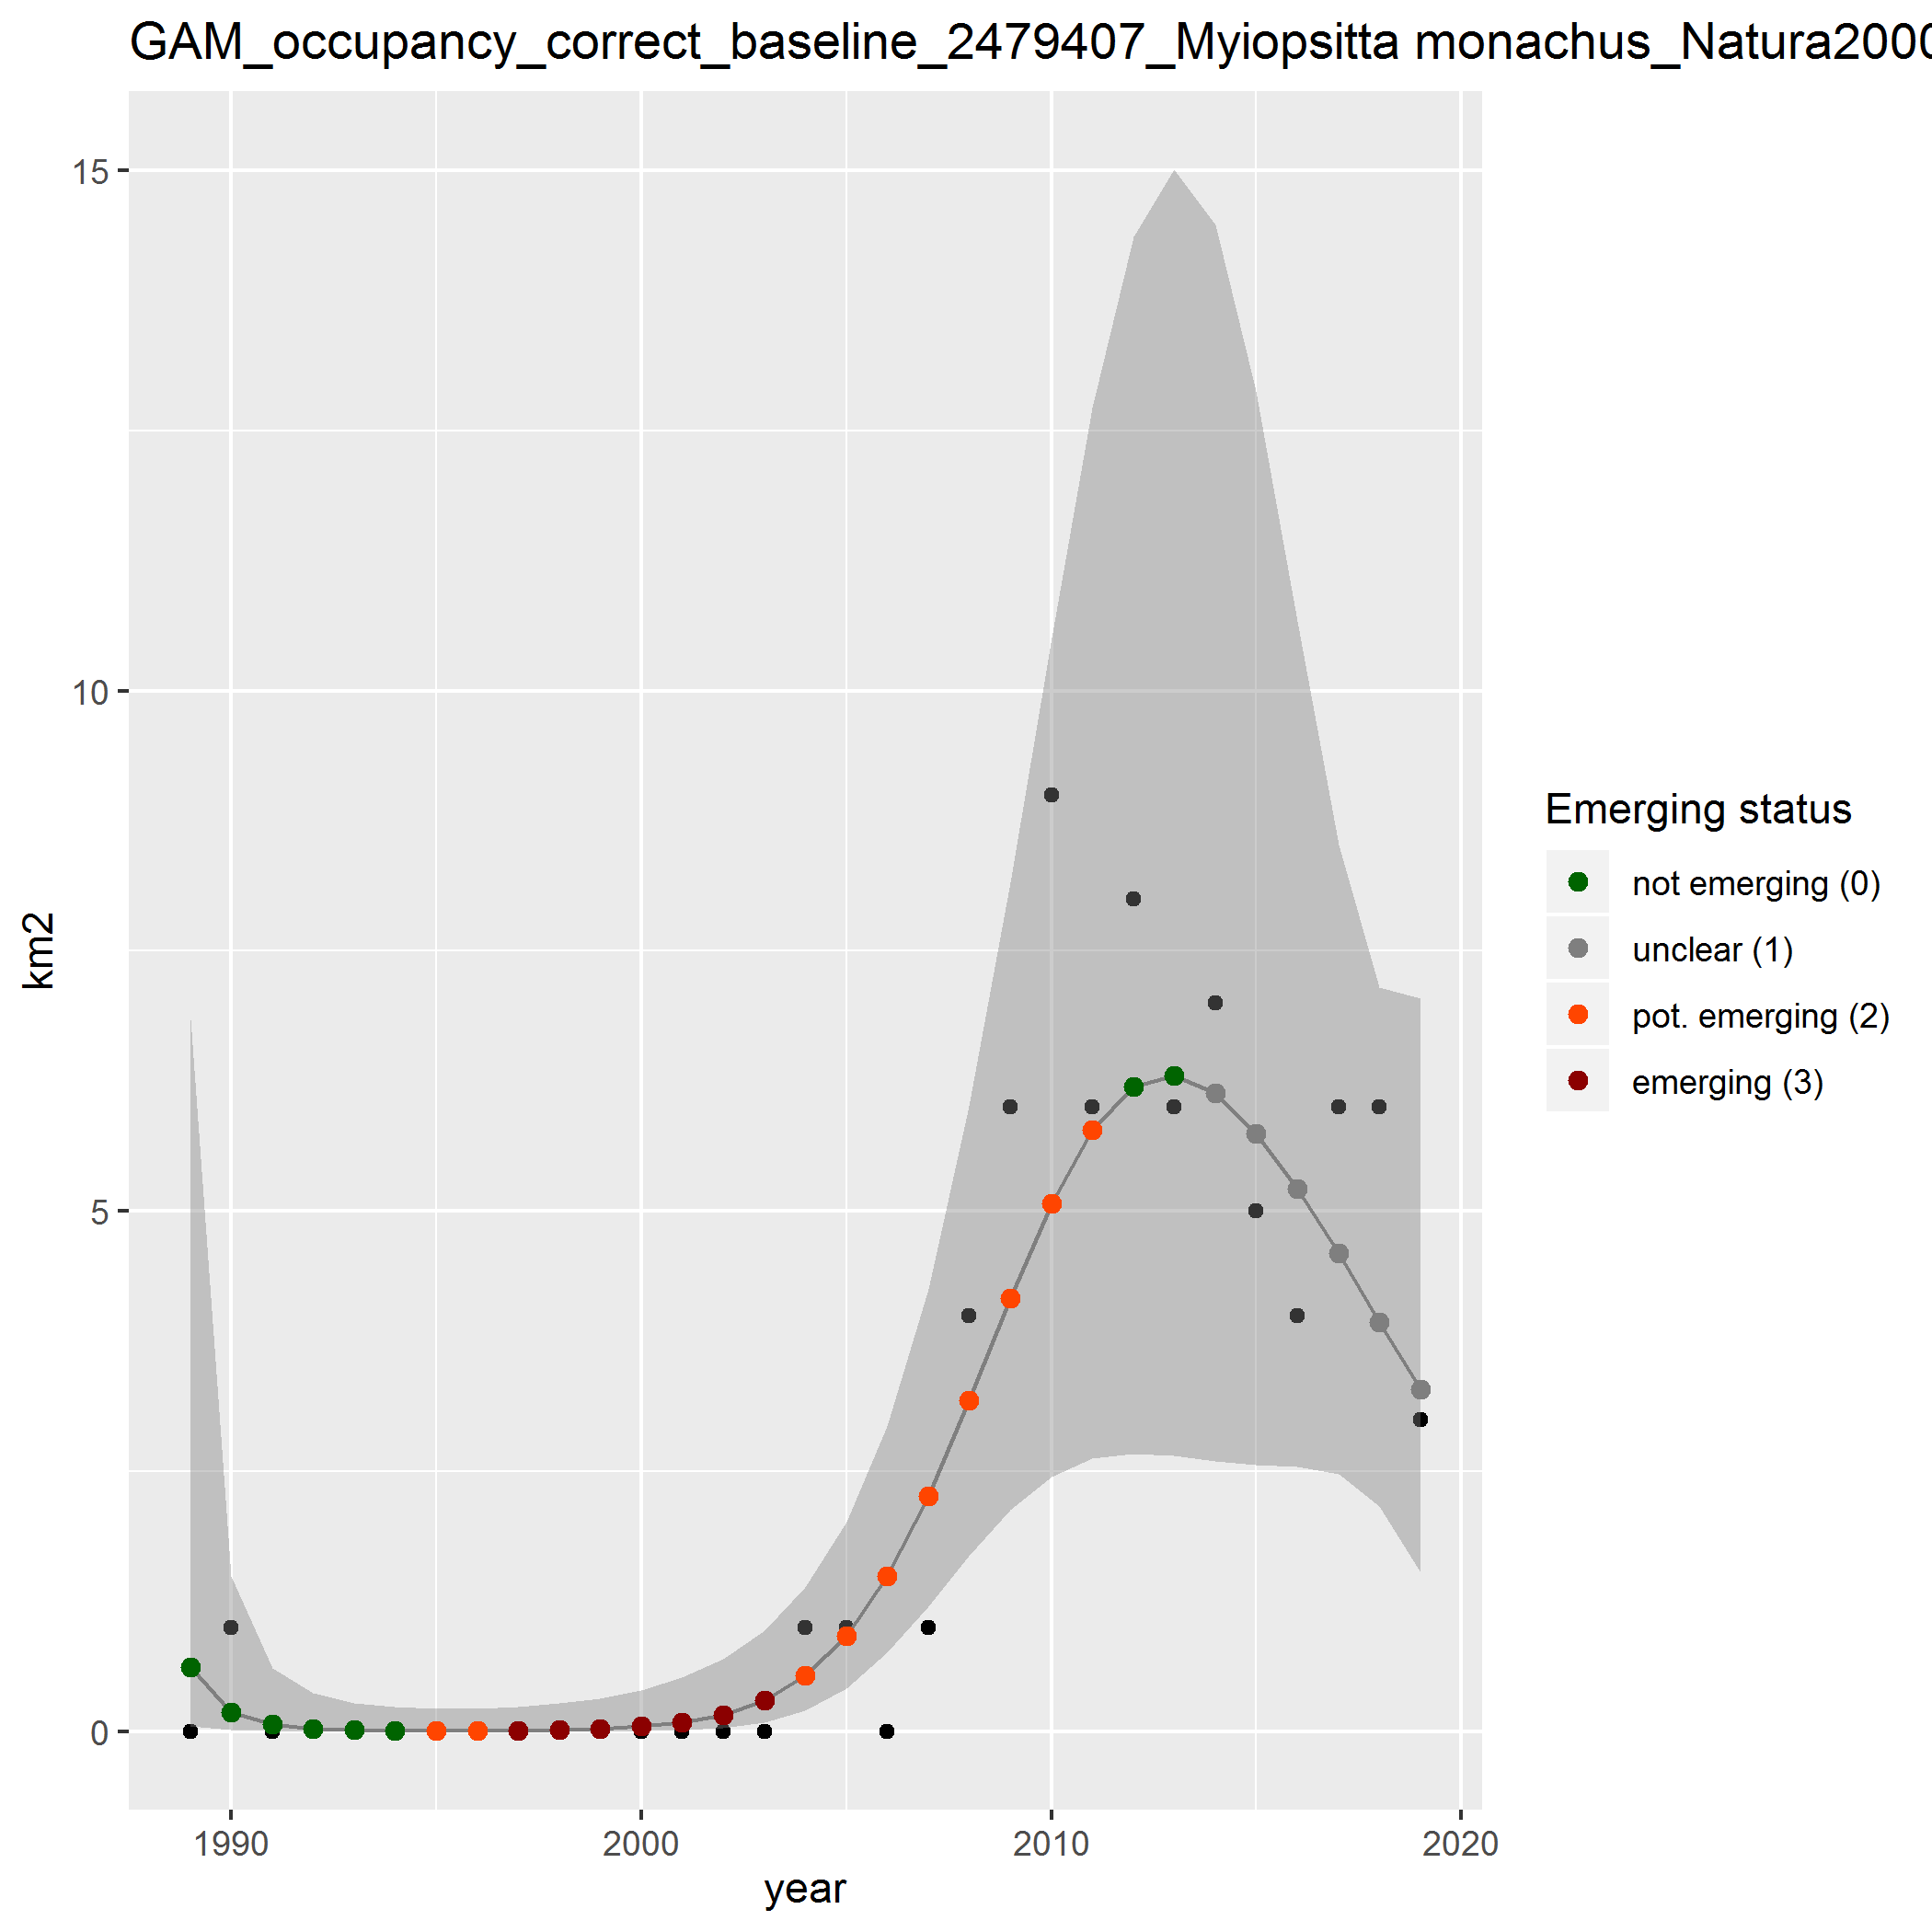 GAM_occupancy_correct_baseline_2479407_Myiopsitta monachus_Natura2000
15
10
5
0
km2
1990 2000 2010 2020
year
Emerging status
not emerging (0)
unclear (1)
pot. emerging (2)
emerging (3)